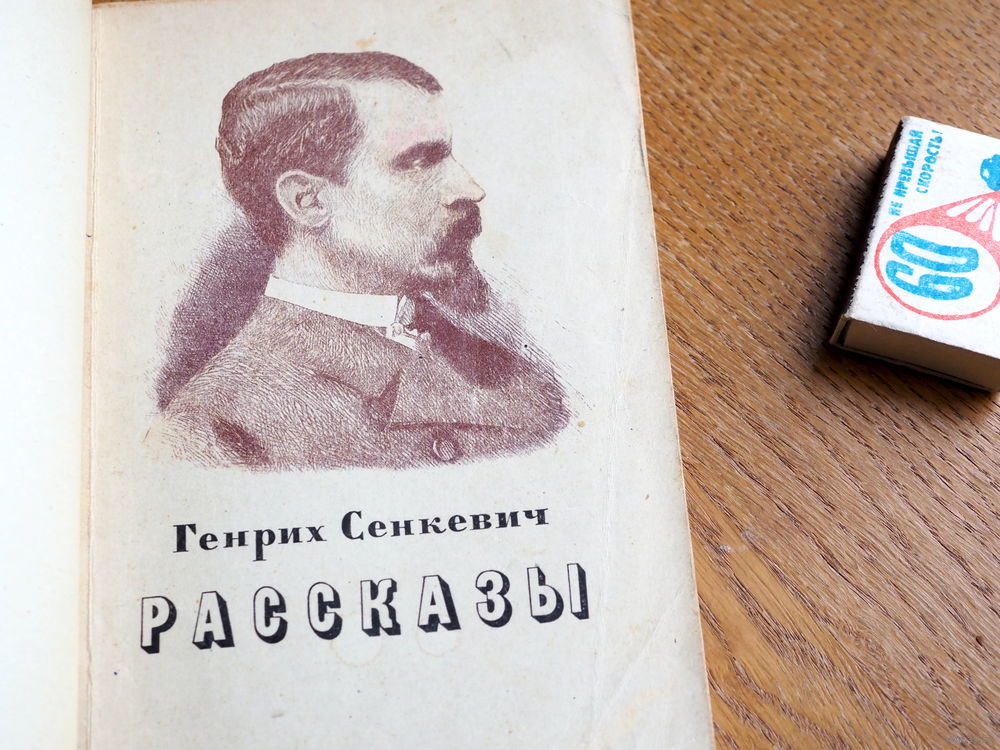 Генрих Сенкевич
РАССКАЗЫ
НЕ ПРЕВЫШАЙ
СКОРОСТЬ!
60